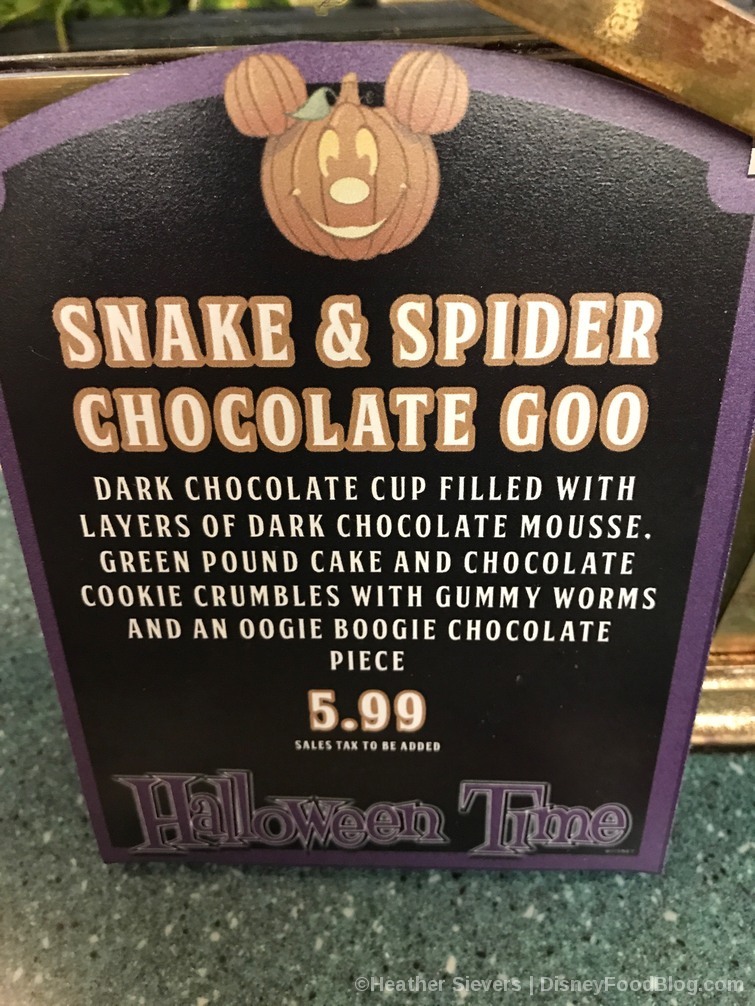 SNAKE & SPIDER
CHOCOLATE GOO
DARK CHOCOLATE CUP FILLED WITH
LAYERS OF DARK CHOCOLATE MOUSSE.
GREEN POUND CAKE AND CHOCOLATE
COOKIE CRUMBLES WITH GUMMY WORMS
AND AN OOGIE BOOGIE CHOCOLATE
PIECE
5.99
SALES TAX TO BE ADDED
Halloween Time
©Heather Sievers | DisneyFoodBlog.com